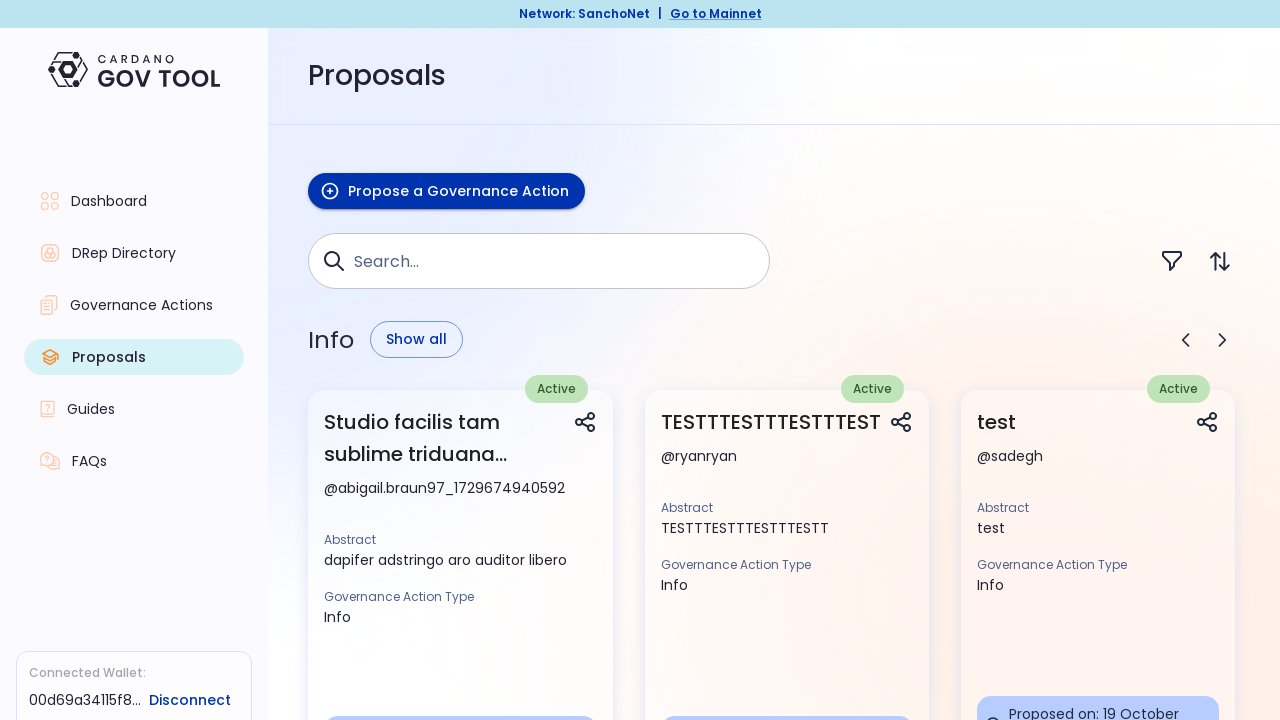 Network: SanchoNet | Go to Mainnet
CARDANO
GOV TOOL
Proposals
Dashboard
DRep Directory
Governance Actions
Proposals
Guides
FAQs
Connected Wallet:
00d69a34115f8... Disconnect
Propose a Governance Action
Search...
Info Show all
Active
Studio facilis tam
sublime triduana...
@abigail.braun97_1729674940592
Abstract
dapifer adstringo aro auditor libero
Governance Action Type
Info
Active
TESTTTESTTTESTTTEST
@ryanryan
Abstract
TESTTTESTTTESTTTESTT
Governance Action Type
Info
Active
test
@sadegh
Abstract
test
Governance Action Type
Info
Proposed on: 19 October